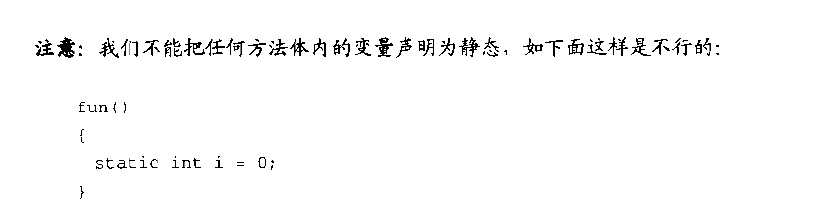 注意：我们不能把任何方法体内的变量声明为静态，如下面这样是不行的：
fun()
{
static int i = 0;
}